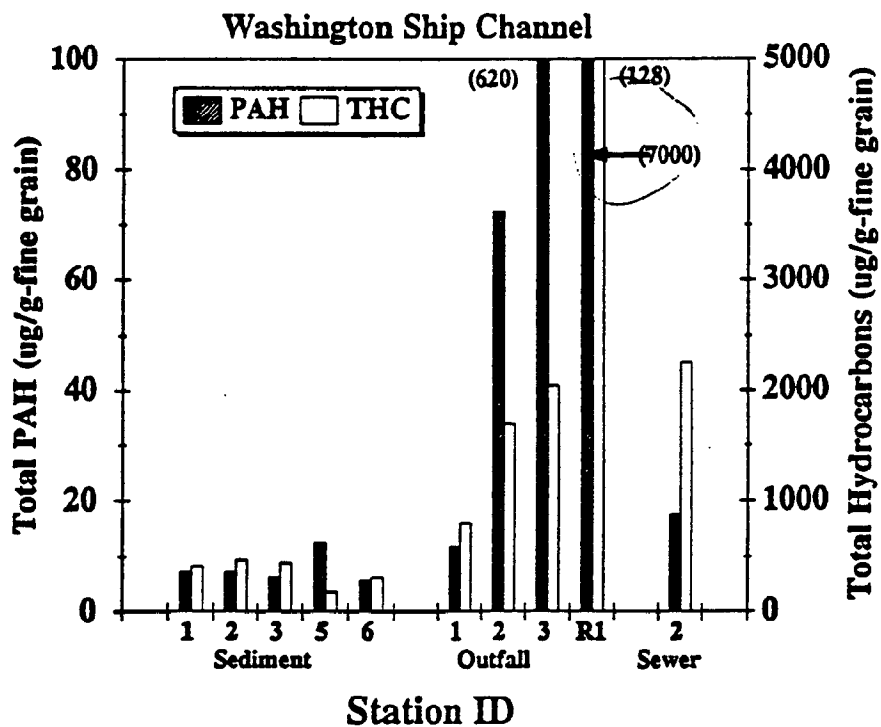 Washington Ship Channel
PAH THC
(620)
(128)
(7000)
Total PAH (ug/g-fine grain)
100
80
60
40
20
0
5000
4000
3000
2000
1000
0
Total Hydrocarbons (ug/g-fine grain)
1 2 3 5 6 1 2 3 R1 2
Sediment Outfall Sewer
Station ID